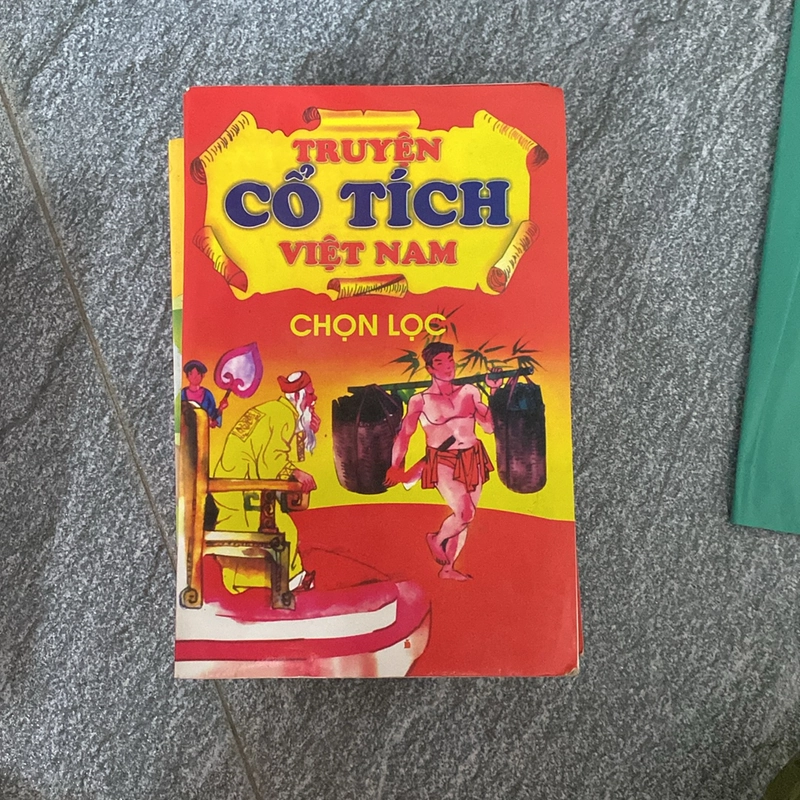 TRUYỆN
CỔ TÍCH
VIỆT NAM
CHỌN LỌC